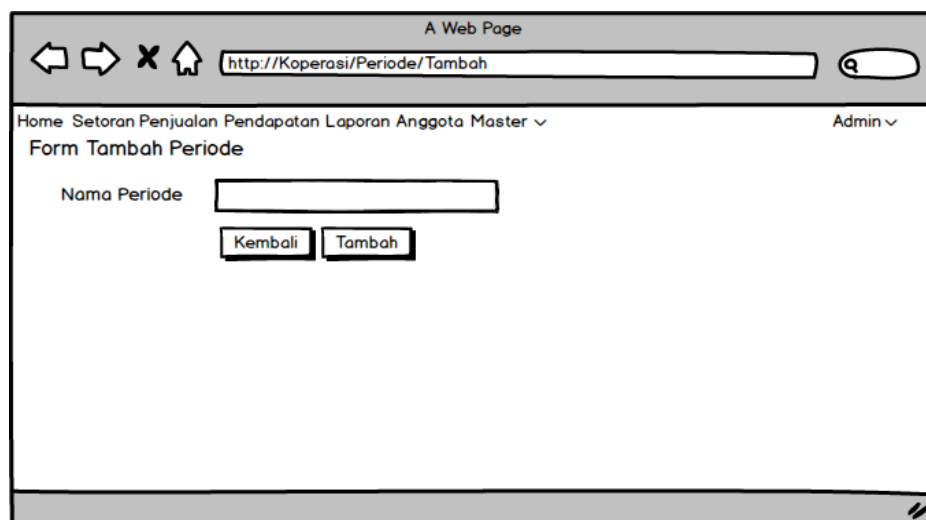 A Web Page
http://Koperasi/Periode/Tambah
Home Setoran Penjualan Pendapatan Laporan Anggota Master Admin
Form Tambah Periode
Nama Periode
Kembali Tambah